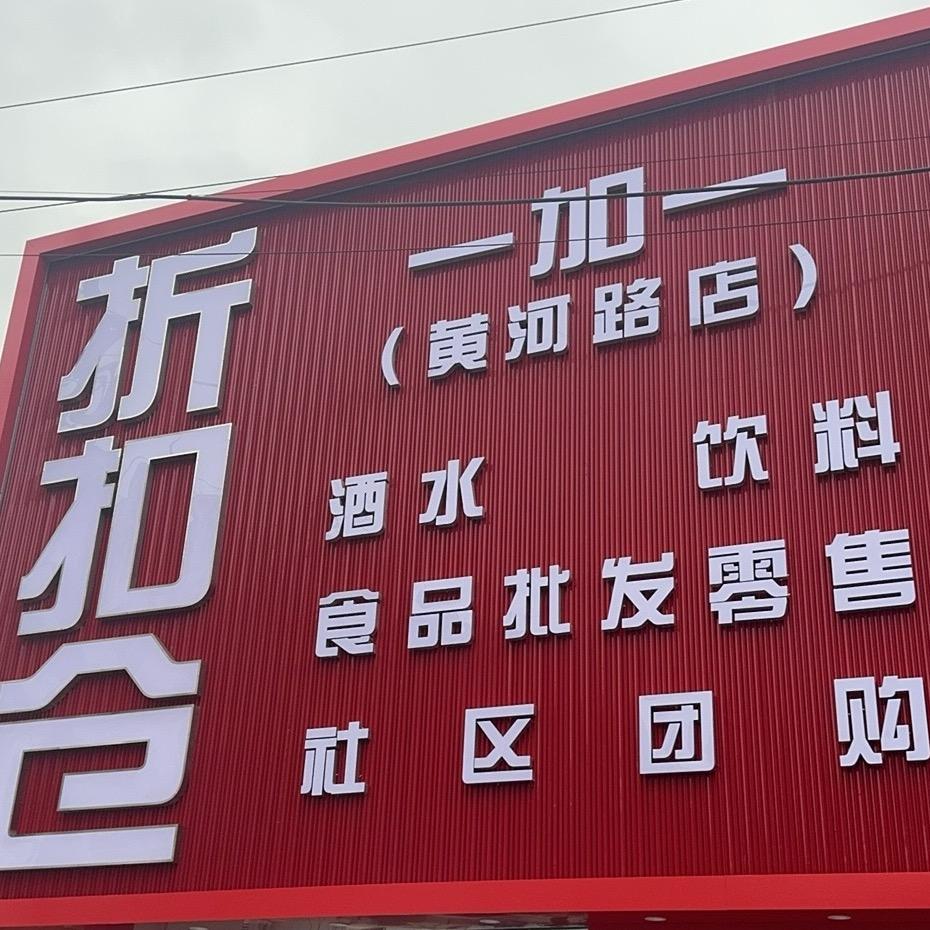 折扣仓
一加一
（黄河路店）
酒水 饮料
食品批发零售
社区团购